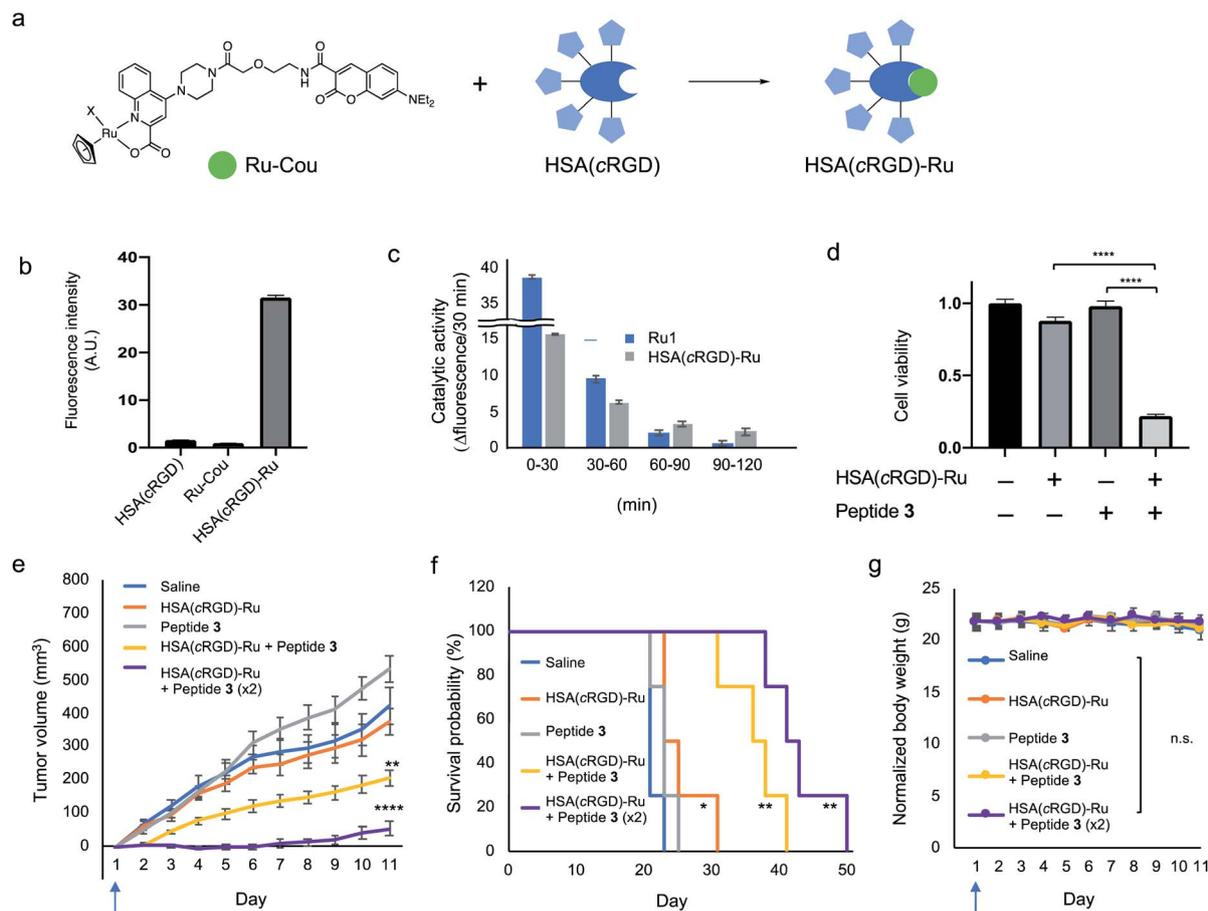 a
O
O
O
O
N
N
O
N
H
O
O
NEt₂
X
N
Ru
O
O
+
Ru-Cou
HSA(cRGD)
HSA(cRGD)-Ru
b
Fluorescence intensity
(A.U.)
40
30
20
10
0
HSA(cRGD)
Ru-Cou
HSA(cRGD)-Ru
c
Catalytic activity
(Δfluorescence/30 min)
40
35
15
10
5
0
Ru1
HSA(cRGD)-Ru
0-30
30-60
60-90
90-120
(min)
d
Cell viability
1.0
0.5
0.0
****
****
HSA(cRGD)-Ru – + – +
Peptide 3 – – + +
e
Tumor volume (mm³)
800
700
600
500
400
300
200
100
0
Saline
HSA(cRGD)-Ru
Peptide 3
HSA(cRGD)-Ru + Peptide 3
HSA(cRGD)-Ru
+ Peptide 3 (x2)
**
****
1 2 3 4 5 6 7 8 9 10 11
Day
f
Survival probability (%)
120
100
80
60
40
20
0
Saline
HSA(cRGD)-Ru
Peptide 3
HSA(cRGD)-Ru
+ Peptide 3
HSA(cRGD)-Ru
+ Peptide 3 (x2)
* ** **
0 10 20 30 40 50
Day
g
Normalized body weight (g)
25
20
15
10
5
0
Saline
HSA(cRGD)-Ru
Peptide 3
HSA(cRGD)-Ru
+ Peptide 3
HSA(cRGD)-Ru
+ Peptide 3 (x2)
n.s.
1 2 3 4 5 6 7 8 9 10 11
Day